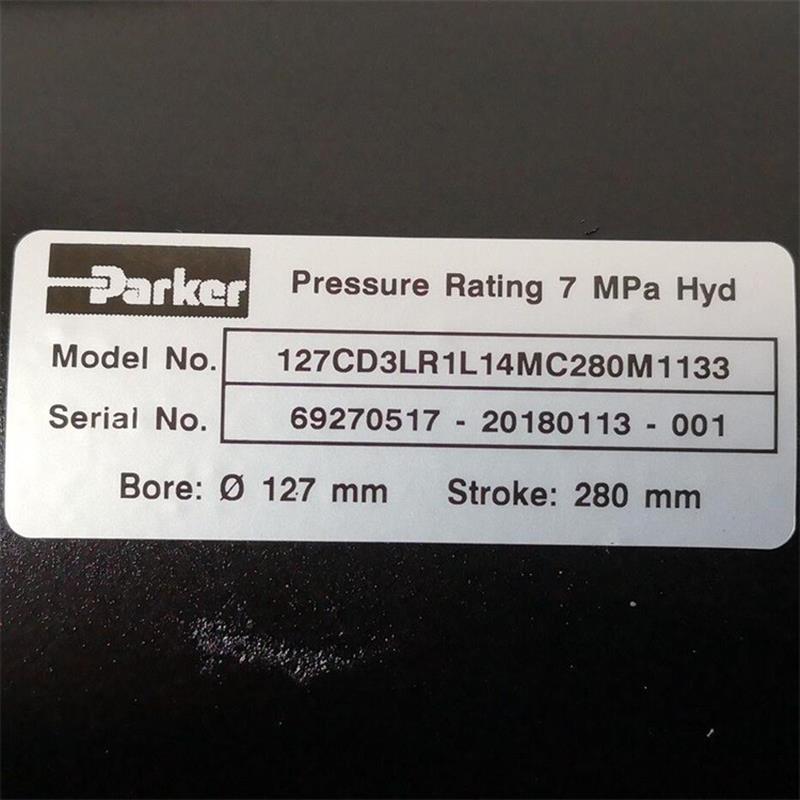 Parker
Pressure Rating 7 MPa Hyd
Model No. 127CD3LR1L14MC280M1133
Serial No. 69270517 - 20180113 - 001
Bore: Ø 127 mm Stroke: 280 mm